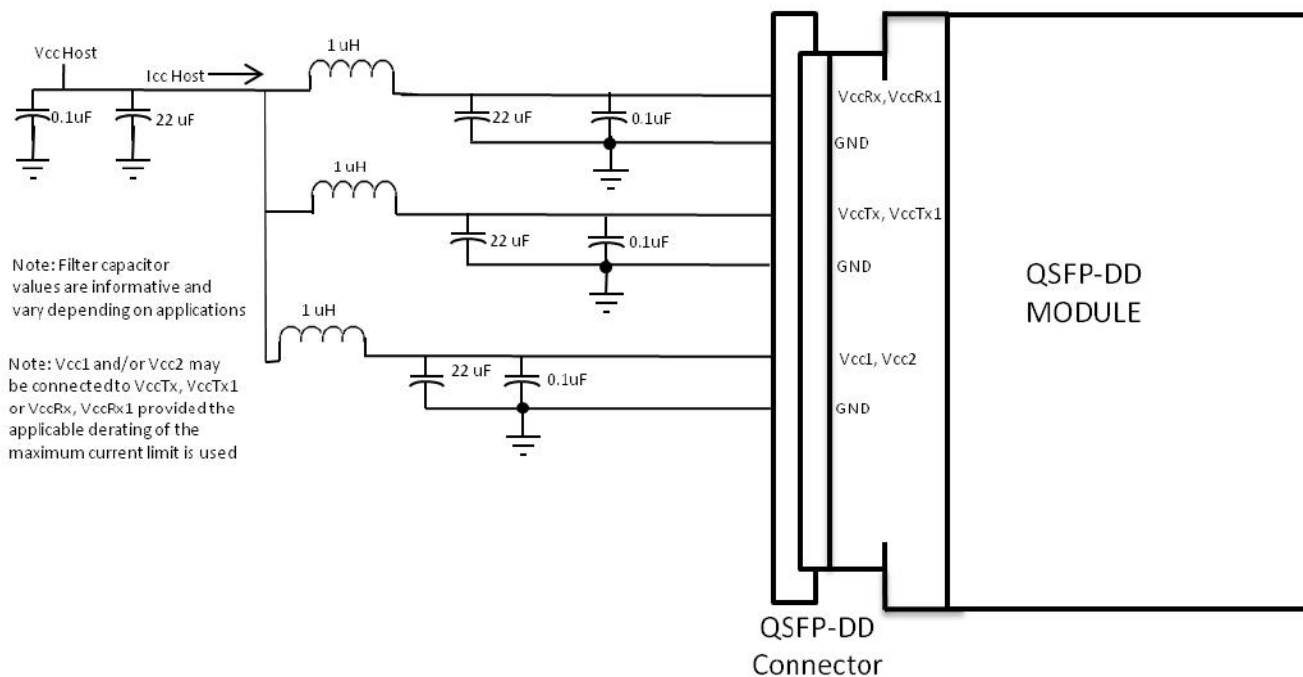 Vcc Host
Icc Host
1 uH
0.1uF
22 uF
22 uF
0.1uF
VccRx, VccRx1
GND
1 uH
22 uF
0.1uF
VccTx, VccTx1
GND
Note: Filter capacitor
values are informative and
vary depending on applications
1 uH
22 uF
0.1uF
Vcc1, Vcc2
GND
Note: Vcc1 and/or Vcc2 may
be connected to VccTx, VccTx1
or VccRx, VccRx1 provided the
applicable derating of the
maximum current limit is used
QSFP-DD
MODULE
QSFP-DD
Connector